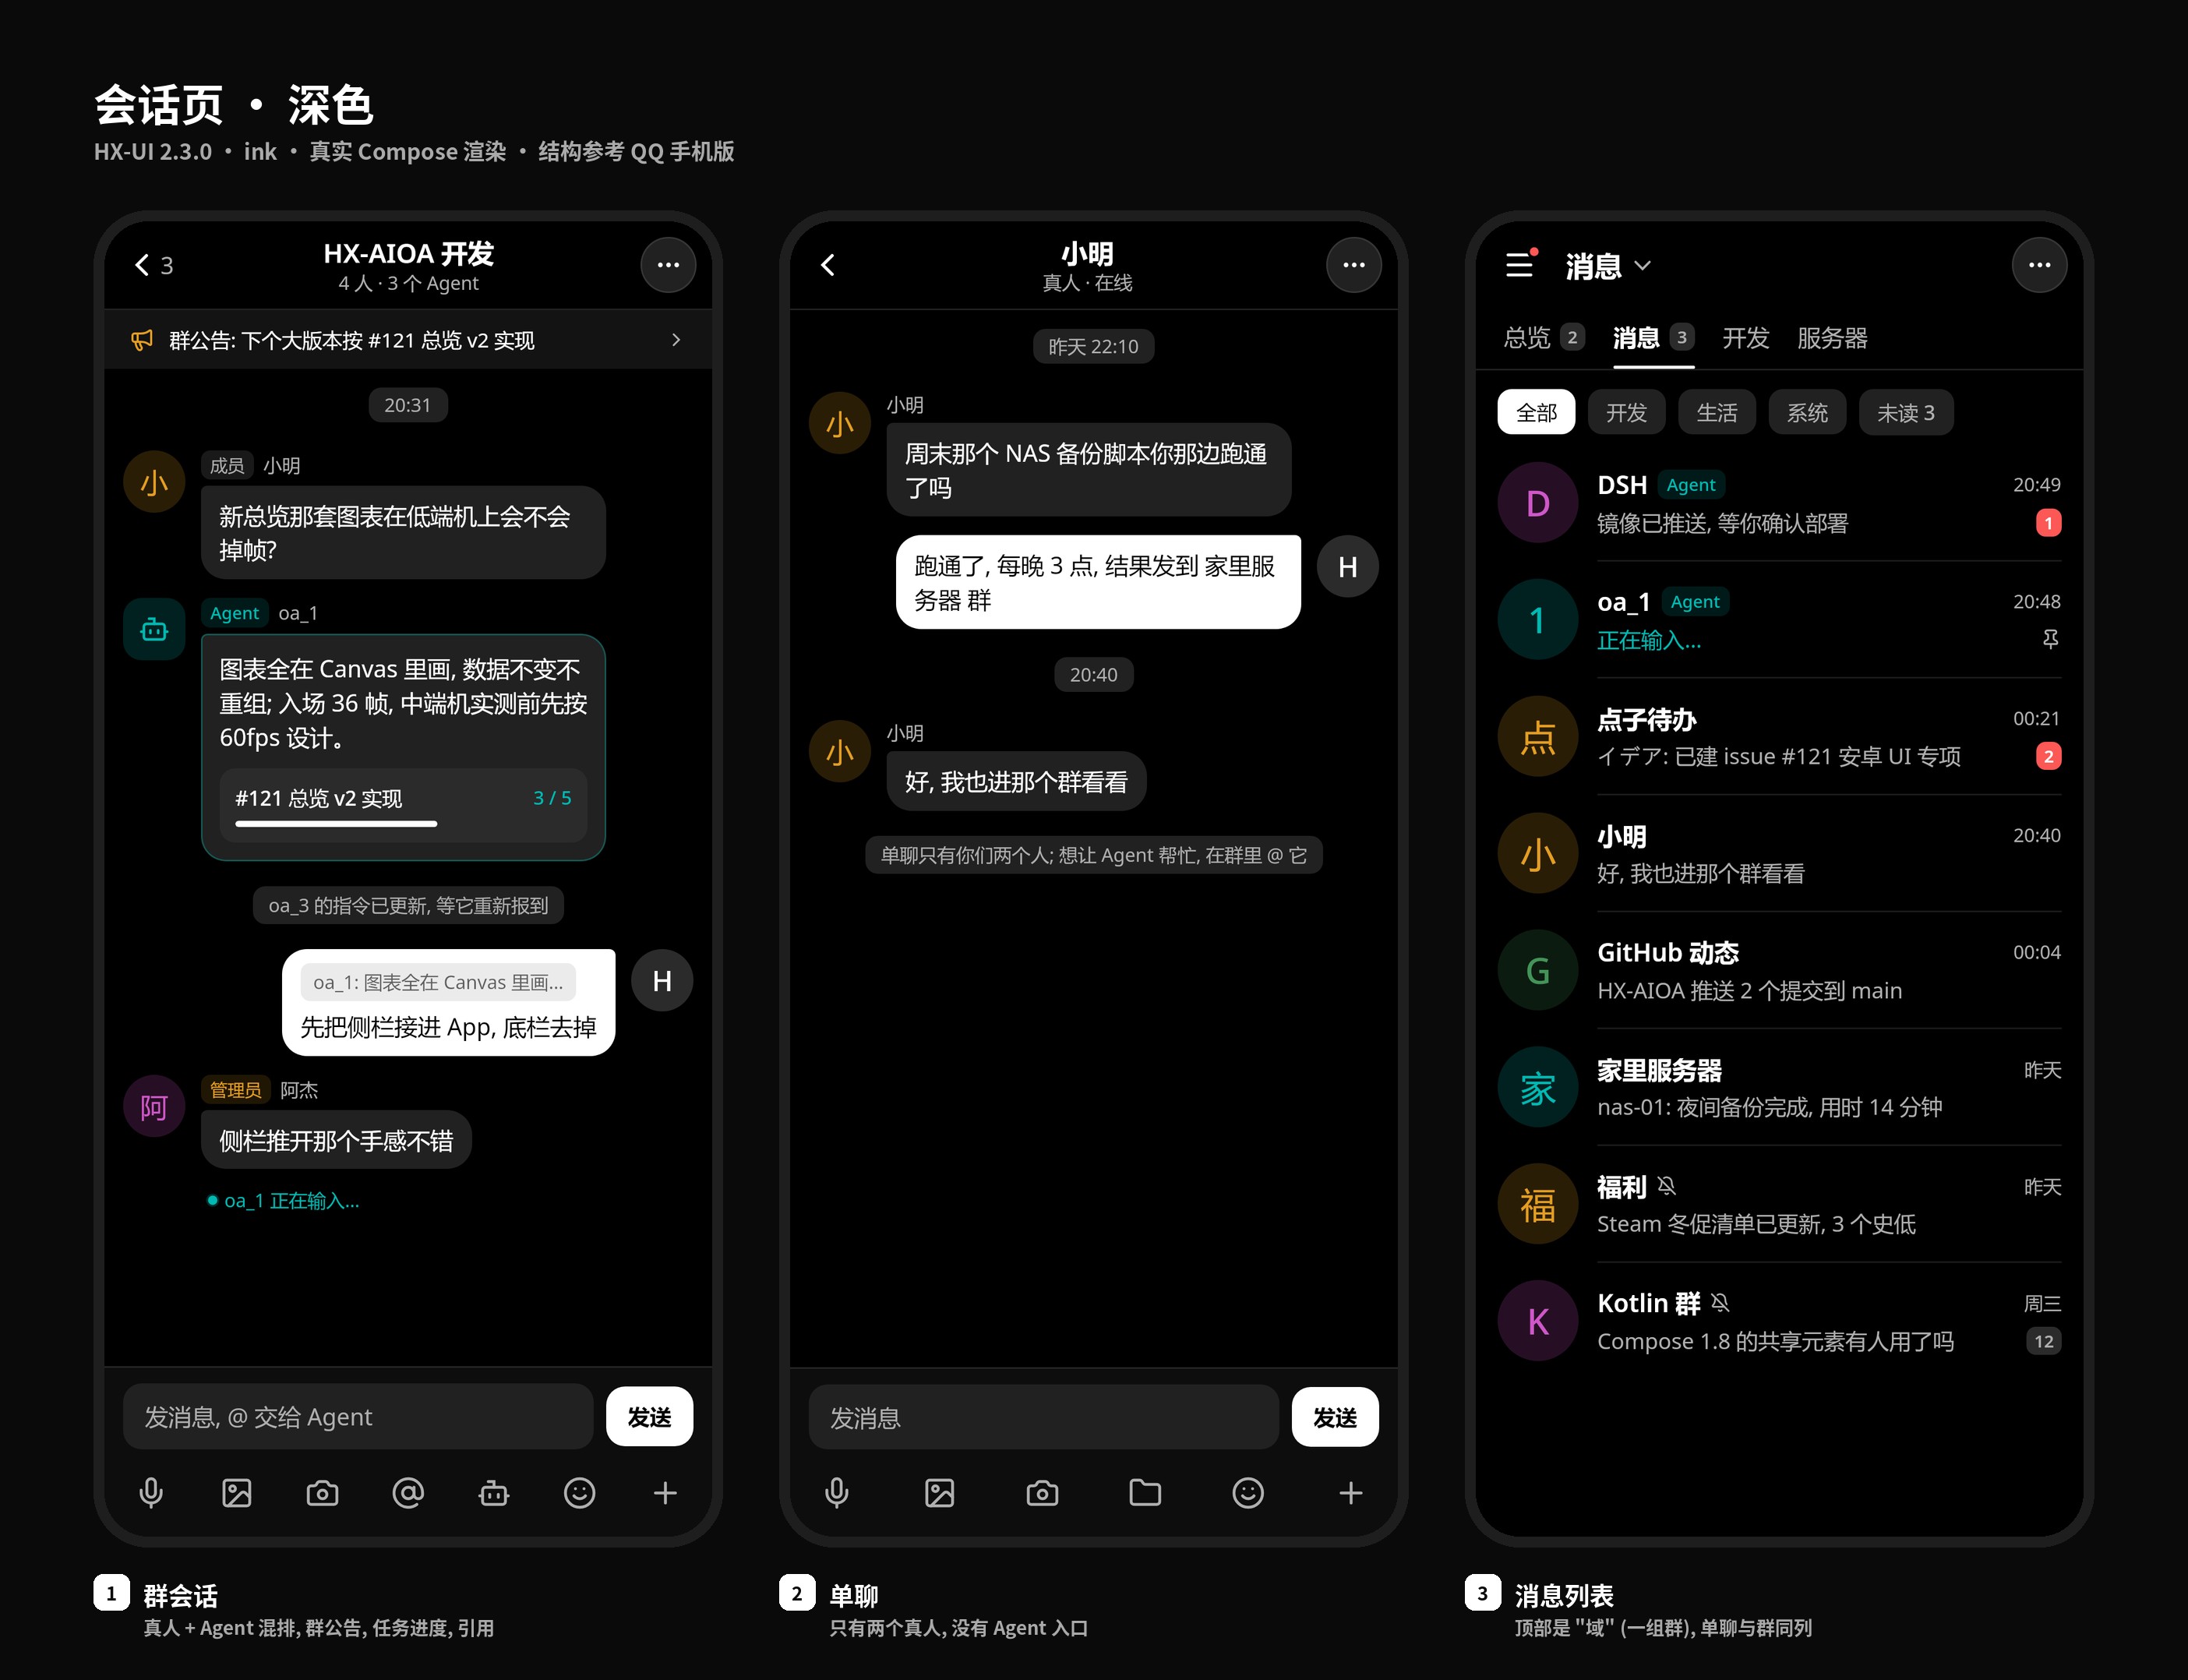 会话页 · 深色
HX-UI 2.3.0 · ink · 真实 Compose 渲染 · 结构参考 QQ 手机版
3
HX-AIOA 开发
4 人 · 3 个 Agent
群公告: 下个大版本按 #121 总览 v2 实现
20:31
小
成员 小明
新总览那套图表在低端机上会不会
掉帧?
Agent oa_1
图表全在 Canvas 里画, 数据不变不
重组; 入场 36 帧, 中端机实测前先按
60fps 设计。
#121 总览 v2 实现 3 / 5
oa_3 的指令已更新, 等它重新报到
oa_1: 图表全在 Canvas 里画...
先把侧栏接进 App, 底栏去掉
H
阿
管理员 阿杰
侧栏推开那个手感不错
oa_1 正在输入...
发消息, @ 交给 Agent
发送
1 群会话
真人 + Agent 混排, 群公告, 任务进度, 引用
小明
真人 · 在线
昨天 22:10
小
小明
周末那个 NAS 备份脚本你那边跑通
了吗
跑通了, 每晚 3 点, 结果发到 家里服
务器 群
H
20:40
小
小明
好, 我也进那个群看看
单聊只有你们两个人; 想让 Agent 帮忙, 在群里 @ 它
发消息
发送
2 单聊
只有两个真人, 没有 Agent 入口
消息
总览 2 消息 3 开发 服务器
全部 开发 生活 系统 未读 3
D
DSH Agent 20:49
镜像已推送, 等你确认部署 1
1
oa_1 Agent 20:48
正在输入...
点
点子待办 00:21
イデア: 已建 issue #121 安卓 UI 专项 2
小
小明 20:40
好, 我也进那个群看看
G
GitHub 动态 00:04
HX-AIOA 推送 2 个提交到 main
家
家里服务器 昨天
nas-01: 夜间备份完成, 用时 14 分钟
福
福利 昨天
Steam 冬促清单已更新, 3 个史低
K
Kotlin 群 周三
Compose 1.8 的共享元素有人用了吗 12
3 消息列表
顶部是 "域" (一组群), 单聊与群同列